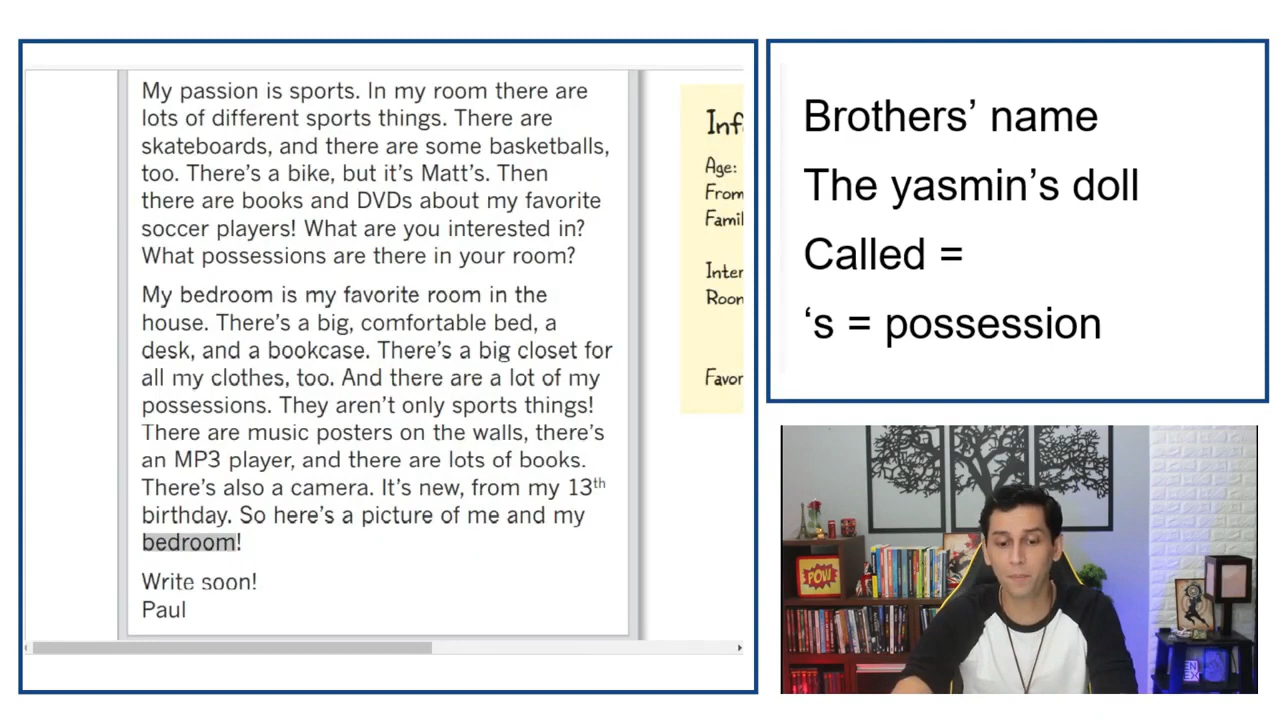 My passion is sports. In my room there are
lots of different sports things. There are
skateboards, and there are some basketballs,
too. There's a bike, but it's Matt's. Then
there are books and DVDs about my favorite
soccer players! What are you interested in?
What possessions are there in your room?
My bedroom is my favorite room in the
house. There's a big, comfortable bed, a
desk, and a bookcase. There's a big closet for
all my clothes, too. And there are a lot of my
possessions. They aren't only sports things!
There are music posters on the walls, there's
an MP3 player, and there are lots of books.
There's also a camera. It's new, from my 13th
birthday. So here's a picture of me and my
bedroom!
Write soon!
Paul
Inf
Age:
From
Famil
Inter
Room
Favor
Brothers’ name
The yasmin’s doll
Called =
‘s = possession
POW